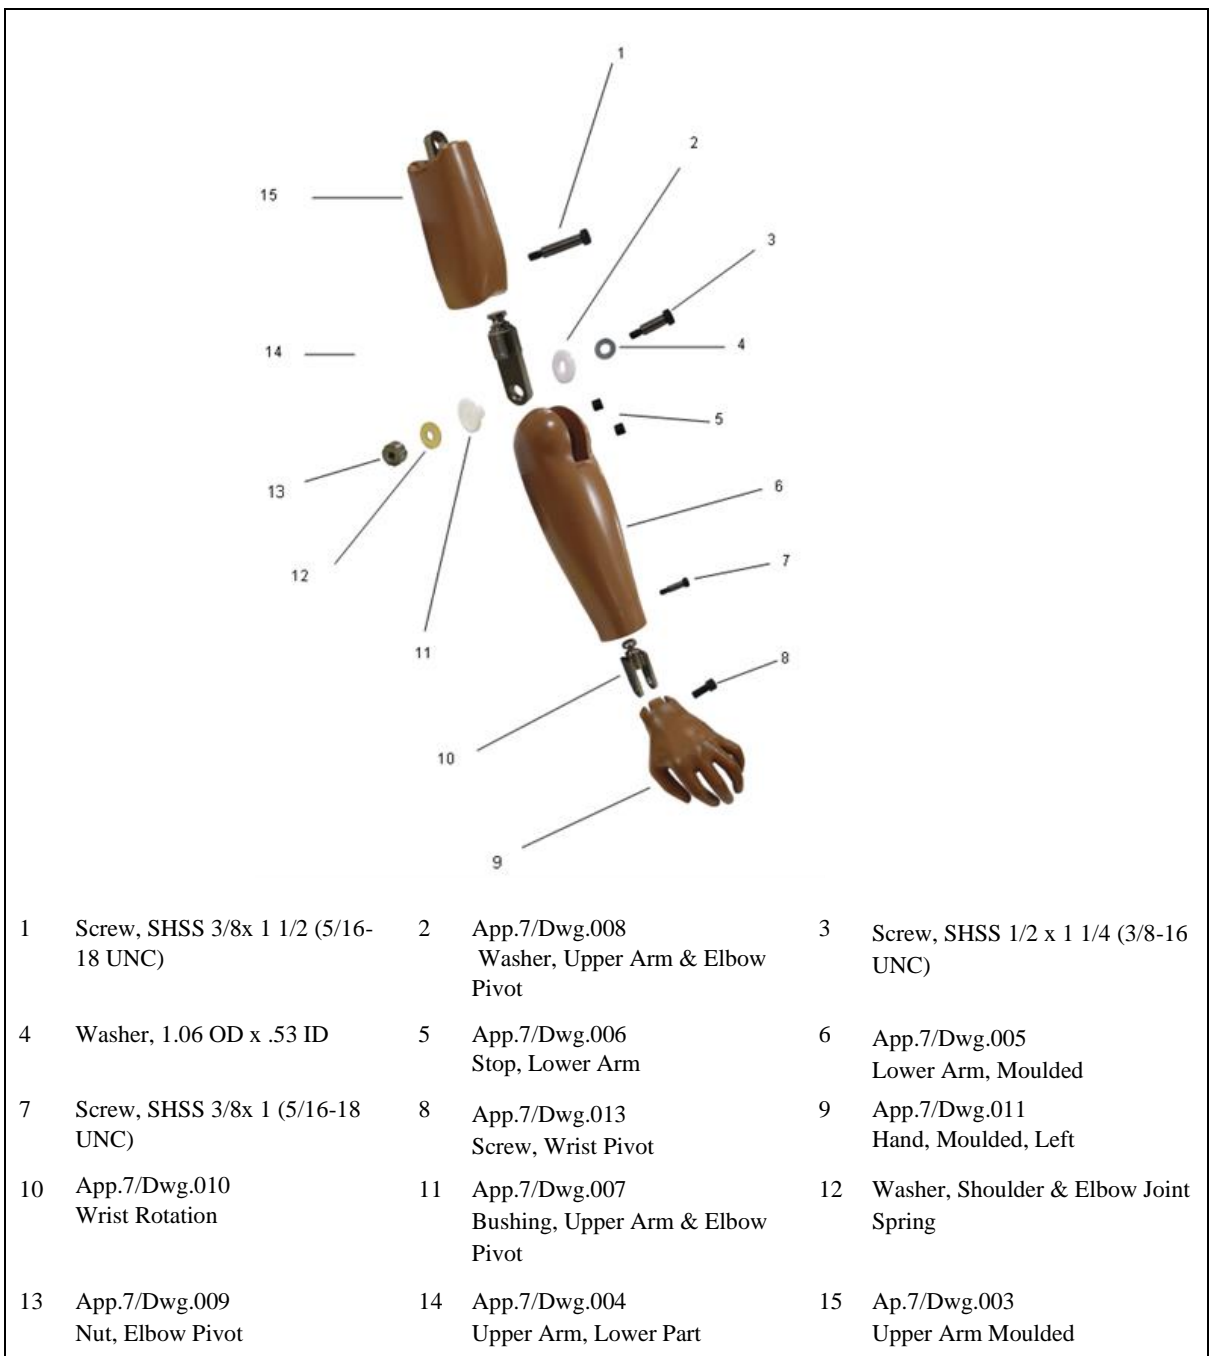 1
2
3
15
14
4
5
13
6
12
7
11
8
10
9
1 Screw, SHSS 3/8x 1 1/2 (5/16-
18 UNC)
2 App.7/Dwg.008
Washer, Upper Arm & Elbow
Pivot
3 Screw, SHSS 1/2 x 1 1/4 (3/8-16
UNC)
4 Washer, 1.06 OD x .53 ID
5 App.7/Dwg.006
Stop, Lower Arm
6 App.7/Dwg.005
Lower Arm, Moulded
7 Screw, SHSS 3/8x 1 (5/16-18
UNC)
8 App.7/Dwg.013
Screw, Wrist Pivot
9 App.7/Dwg.011
Hand, Moulded, Left
10 App.7/Dwg.010
Wrist Rotation
11 App.7/Dwg.007
Bushing, Upper Arm & Elbow
Pivot
12 Washer, Shoulder & Elbow Joint
Spring
13 App.7/Dwg.009
Nut, Elbow Pivot
14 App.7/Dwg.004
Upper Arm, Lower Part
15 Ap.7/Dwg.003
Upper Arm Moulded